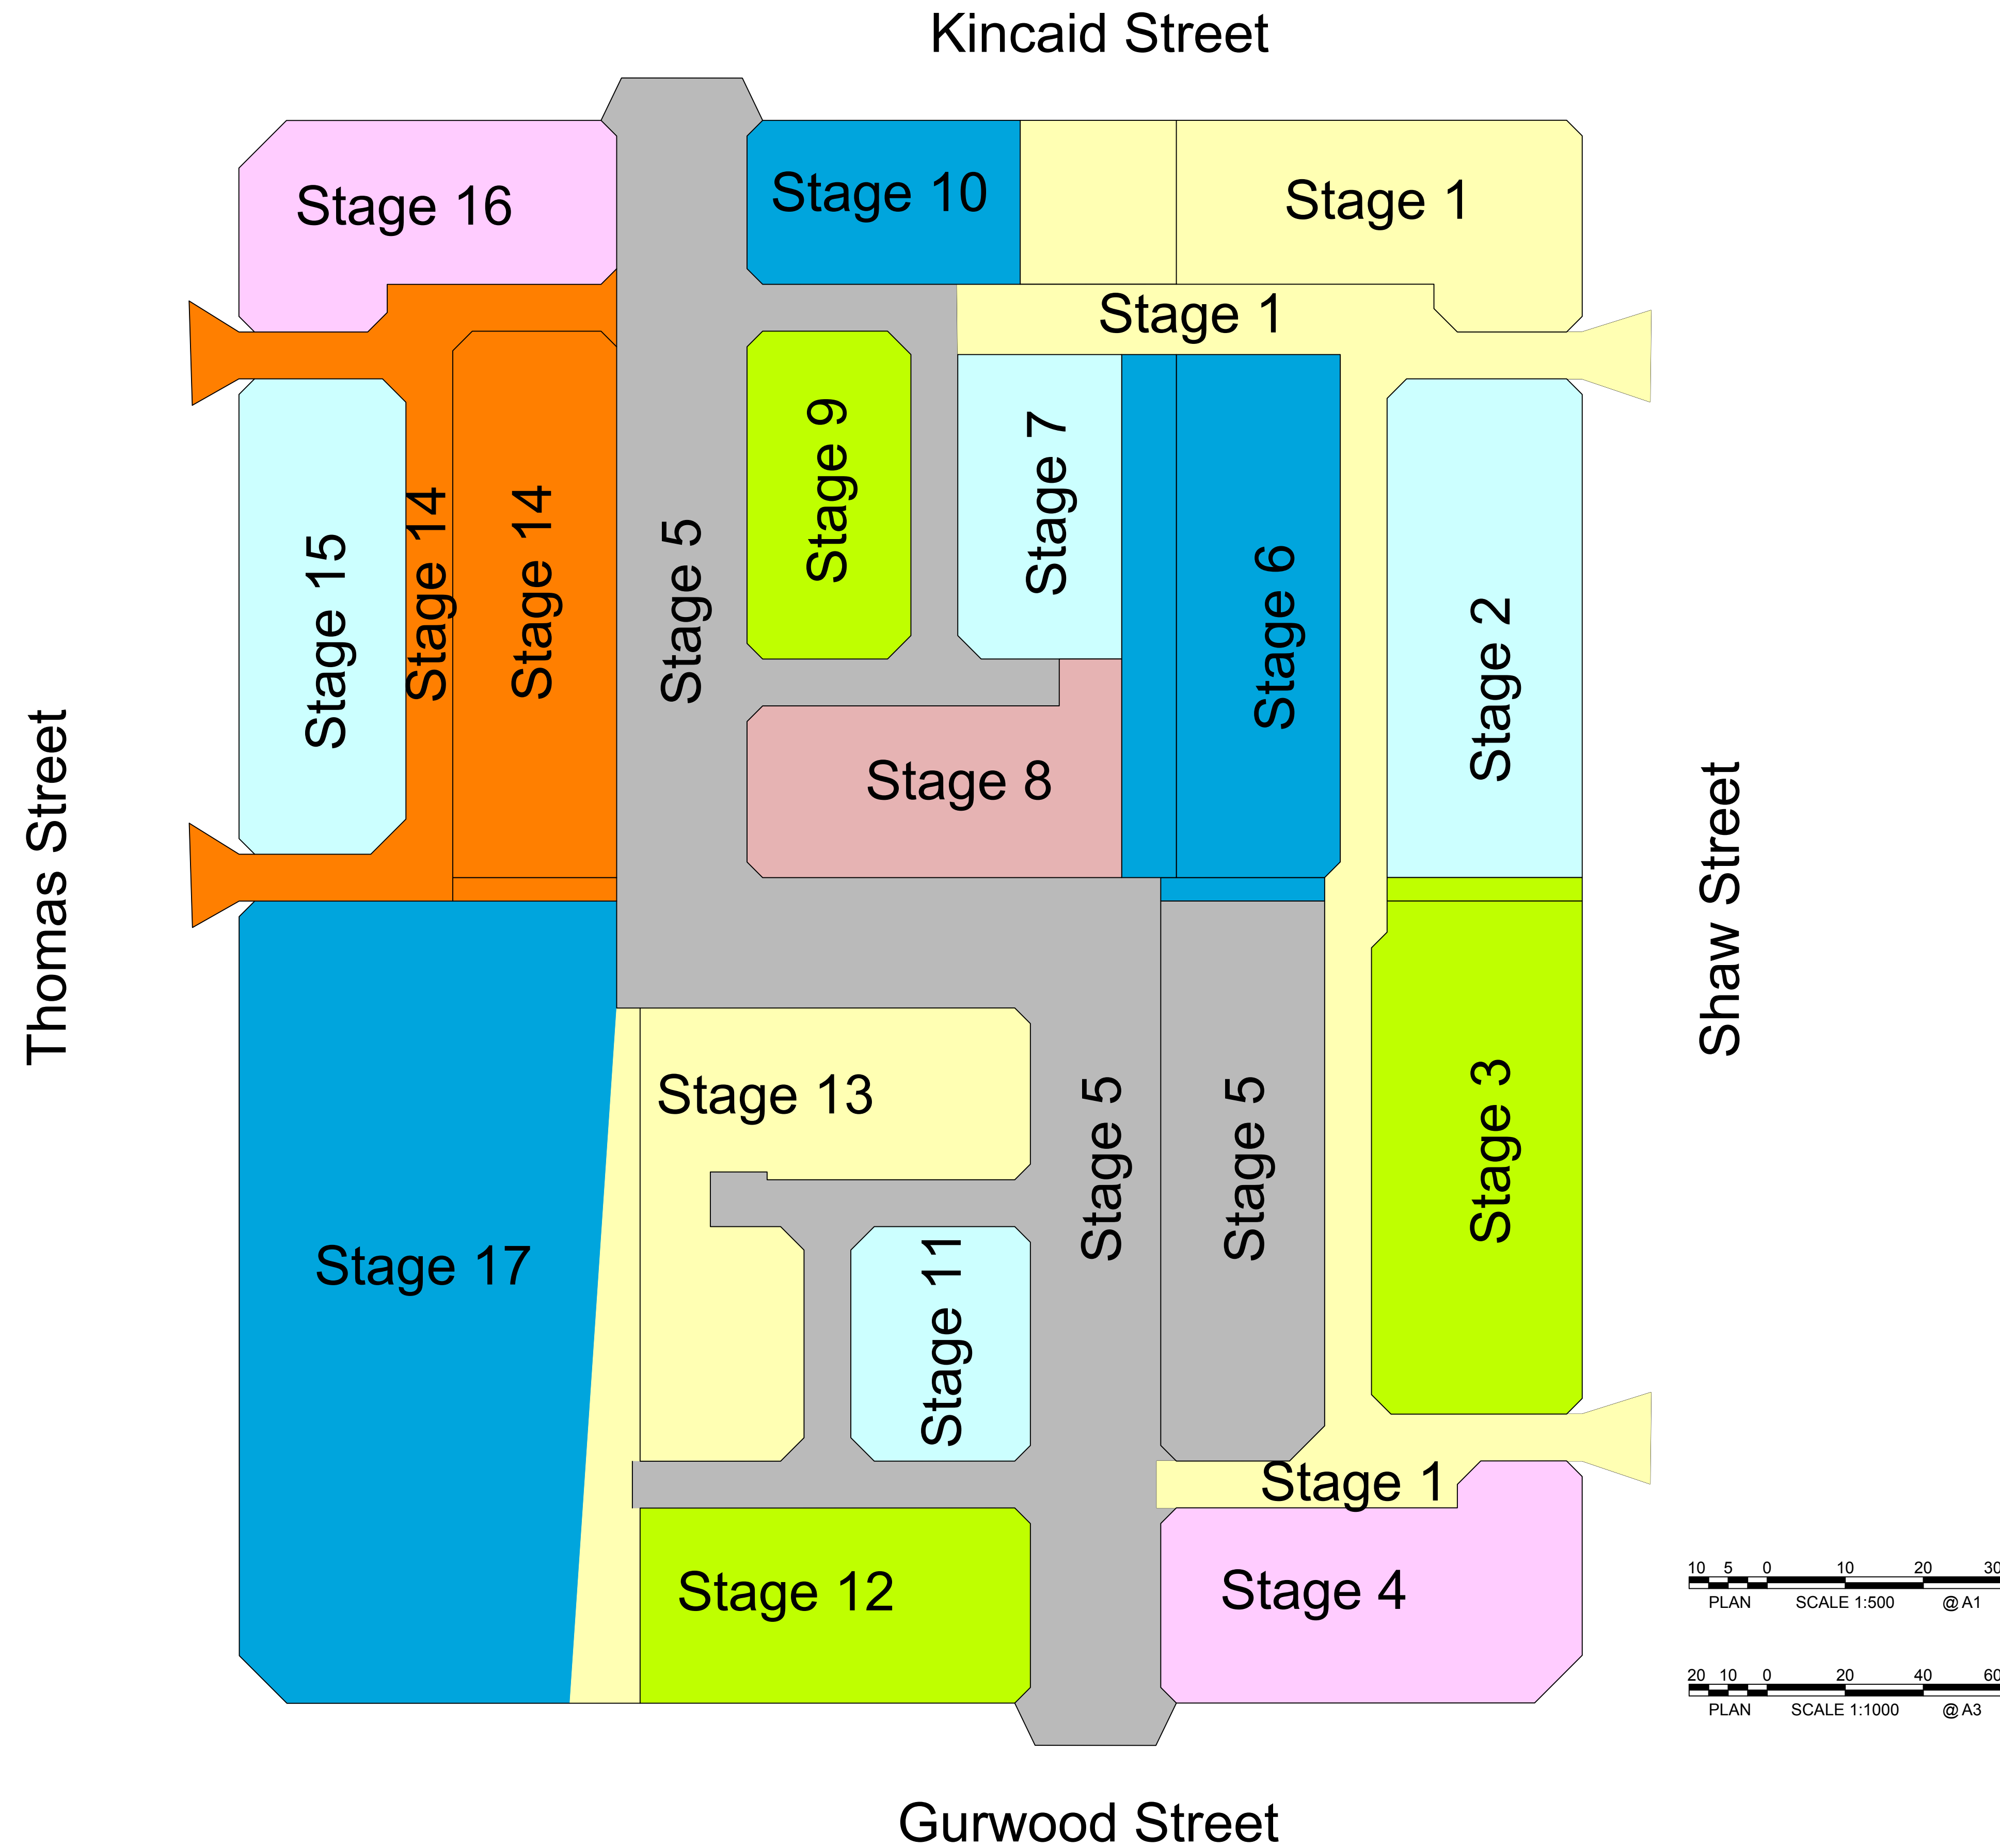 Kincaid Street
Stage 16
Stage 10
Stage 1
Stage 1
Stage 9
Stage 7
Stage 15
Stage 14
Stage 14
Stage 5
Stage 6
Stage 2
Stage 8
Thomas Street
Shaw Street
Stage 13
Stage 5
Stage 5
Stage 3
Stage 17
Stage 11
Stage 1
Stage 12
Stage 4
10 5 0 10 20 30
PLAN SCALE 1:500 @ A1
20 10 0 20 40 60
PLAN SCALE 1:1000 @ A3
Gurwood Street